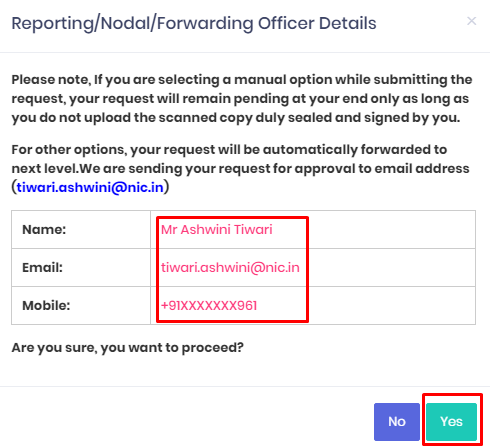 Reporting/Nodal/Forwarding Officer Details ×
Please note, If you are selecting a manual option while submitting the
request, your request will remain pending at your end only as long as
you do not upload the scanned copy duly sealed and signed by you.
For other options, your request will be automatically forwarded to
next level.We are sending your request for approval to email address
(tiwari.ashwini@nic.in)
Name: Mr Ashwini Tiwari
Email: tiwari.ashwini@nic.in
Mobile: +91XXXXXXX961
Are you sure, you want to proceed?
No Yes